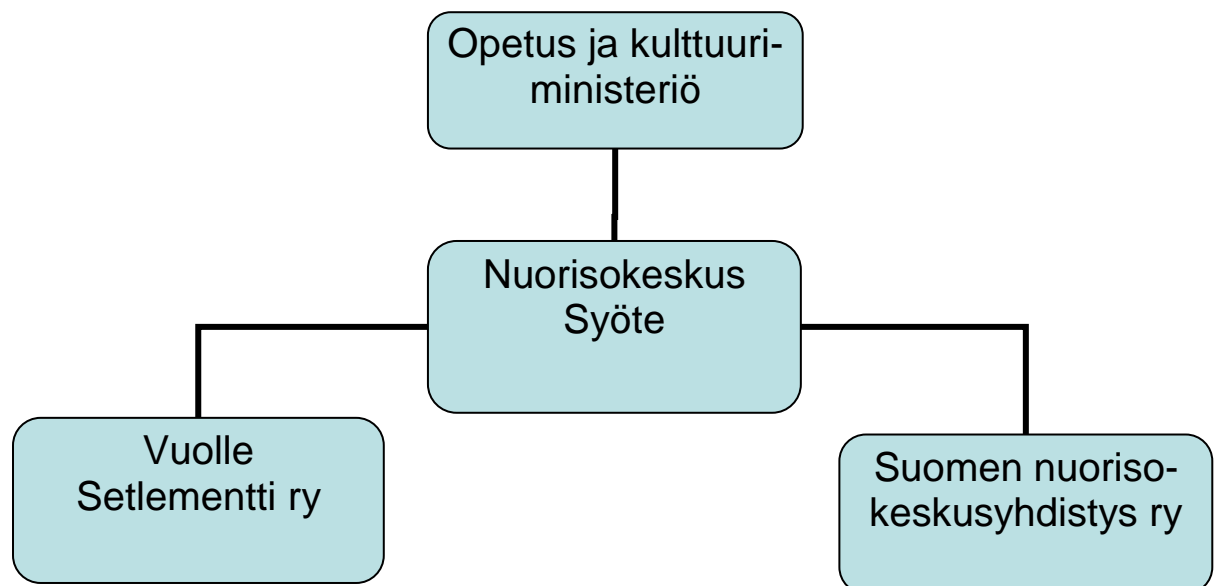 Opetus ja kulttuuri-
ministeriö
Nuorisokeskus
Syöte
Vuolle
Setlementti ry
Suomen nuoriso-
keskusyhdistys ry